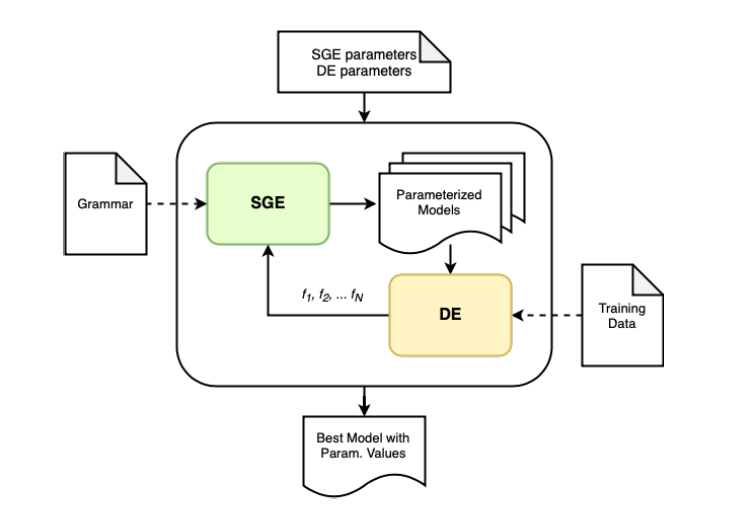 SGE parameters
DE parameters
Grammar
SGE
Parameterized
Models
f1, f2, ... fN
DE
Training
Data
Best Model with
Param. Values